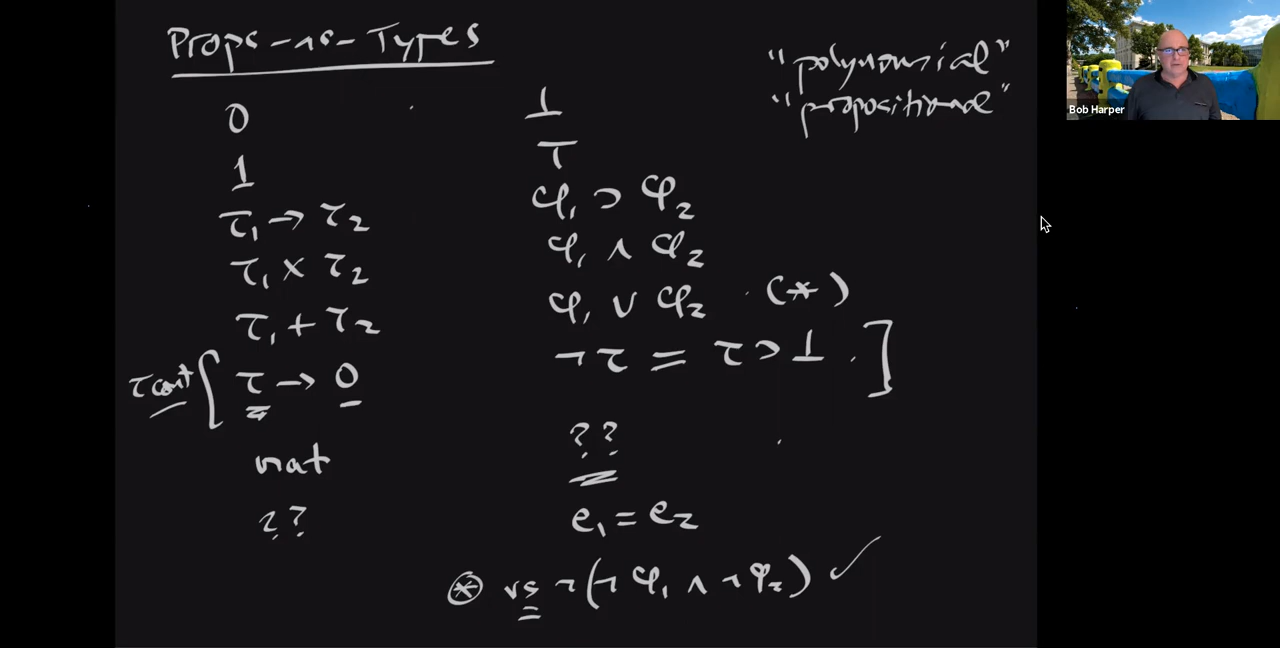 Props-as-Types
"polynomial"
"propositional"
Bob Harper
0 ⊥
1 ⊤
τ₁ → τ₂ φ₁ ⊃ φ₂
τ₁ × τ₂ φ₁ ∧ φ₂
τ₁ + τ₂ φ₁ ∨ φ₂ (*)
τ cont [ τ → 0 ¬τ = τ ⊃ ⊥ . ]
nat ??
?? e₁ = e₂
⊛ vs ¬(¬φ₁ ∧ ¬φ₂) ✓